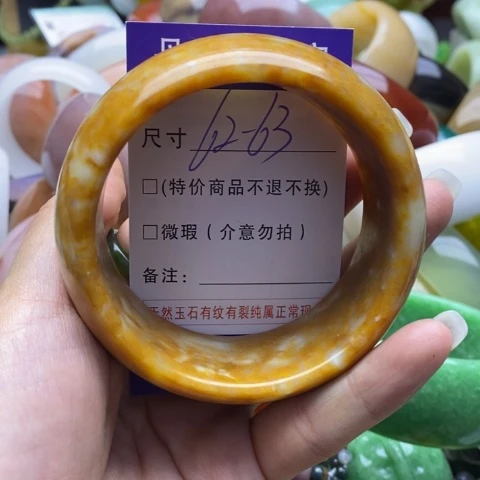 尺寸 62-63
□(特价商品不退不换)
□微瑕(介意勿拍)
备注:
天然玉石有纹有裂纯属正常现